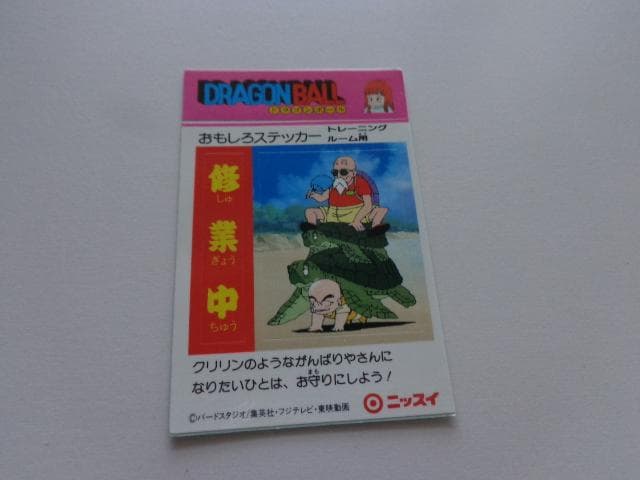 DRAGON BALL
ドラゴンボール
おもしろステッカー
トレーニング
ルーム用
修
しゅ
業
ぎょう
中
ちゅう
クリリンのようながんばりやさんに
なりたいひとは、お守りにしよう!
まも
©バードスタジオ/集英社・フジテレビ・東映動画
ニッスイ